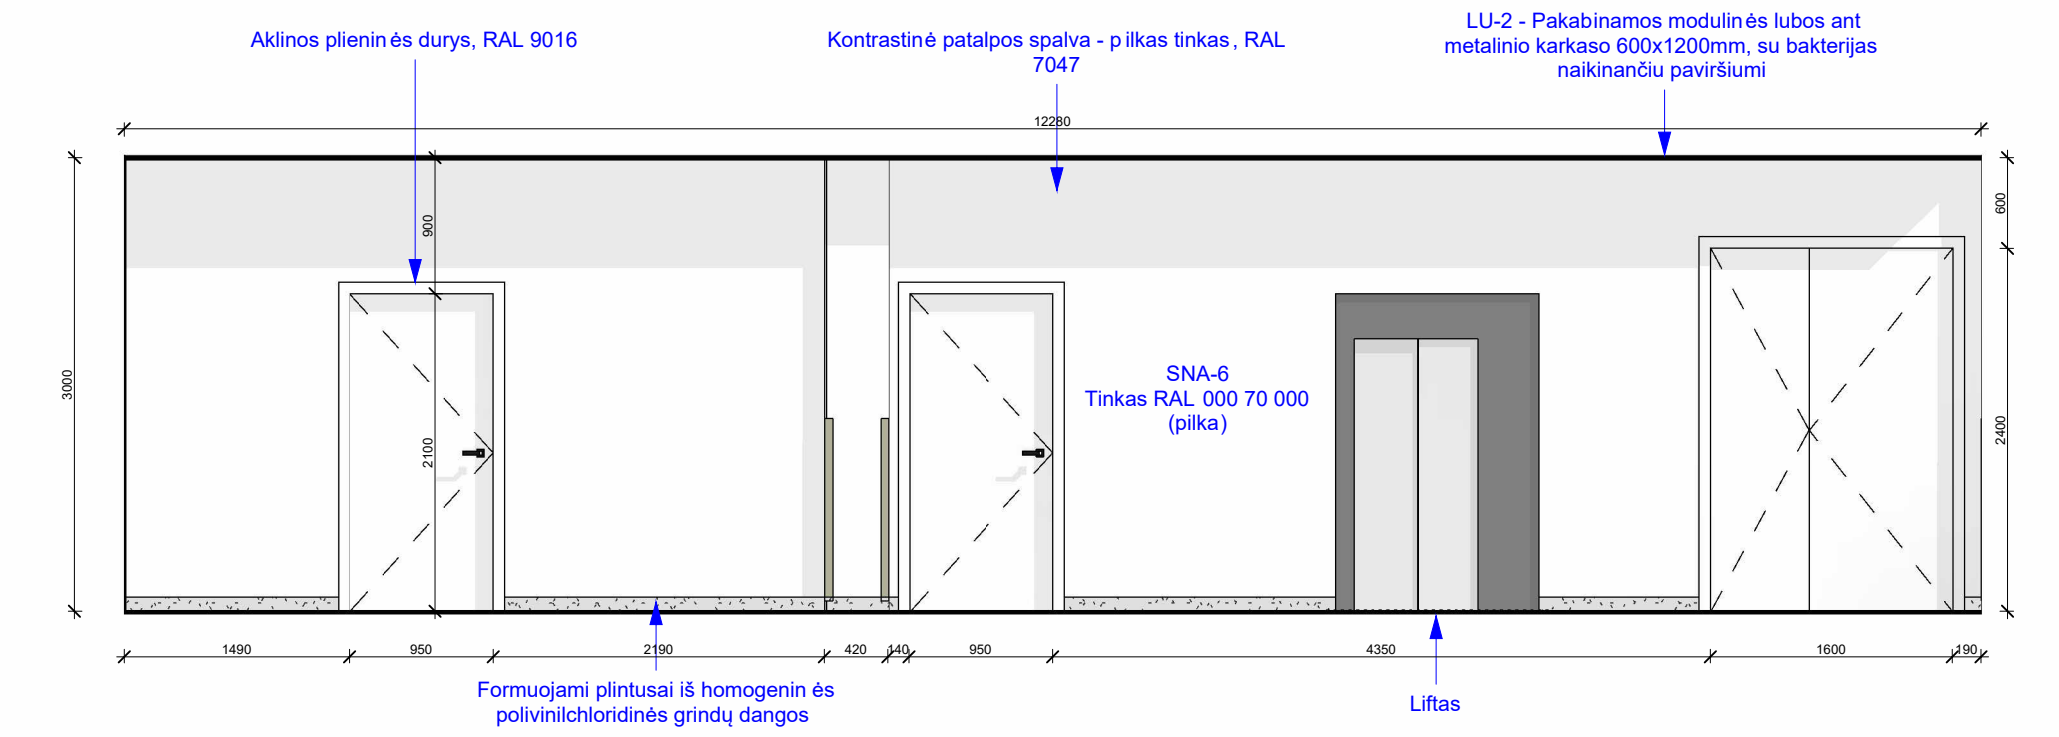 Aklinos plieninės durys, RAL 9016
Kontrastinė patalpos spalva - pilkas tinkas, RAL
7047
LU-2 - Pakabinamos modulinės lubos ant
metalinio karkaso 600x1200mm, su bakterijas
naikinančiu paviršiumi
12280
900
600
3000
2100
2400
SNA-6
Tinkas RAL 000 70 000
(pilka)
1490
950
2190
420
140
950
4350
1600
190
Formuojami plintusai iš homogeninės
polivinilchloridinės grindų dangos
Liftas